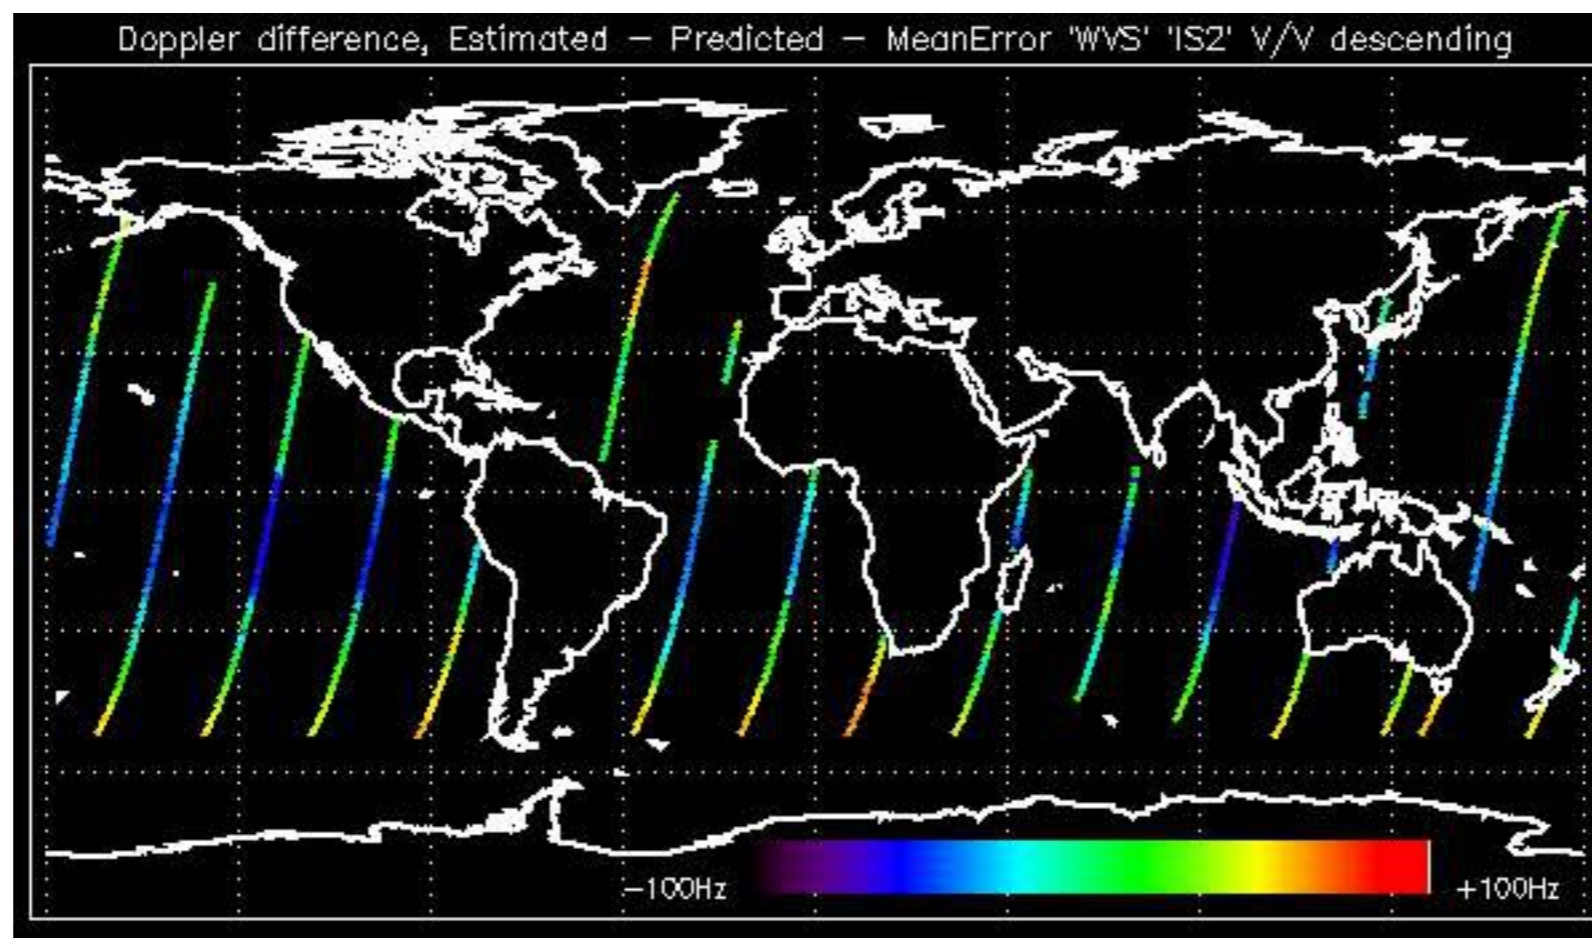 Doppler difference, Estimated – Predicted – MeanError 'WVS' 'IS2' V/V descending
-100Hz
+100Hz